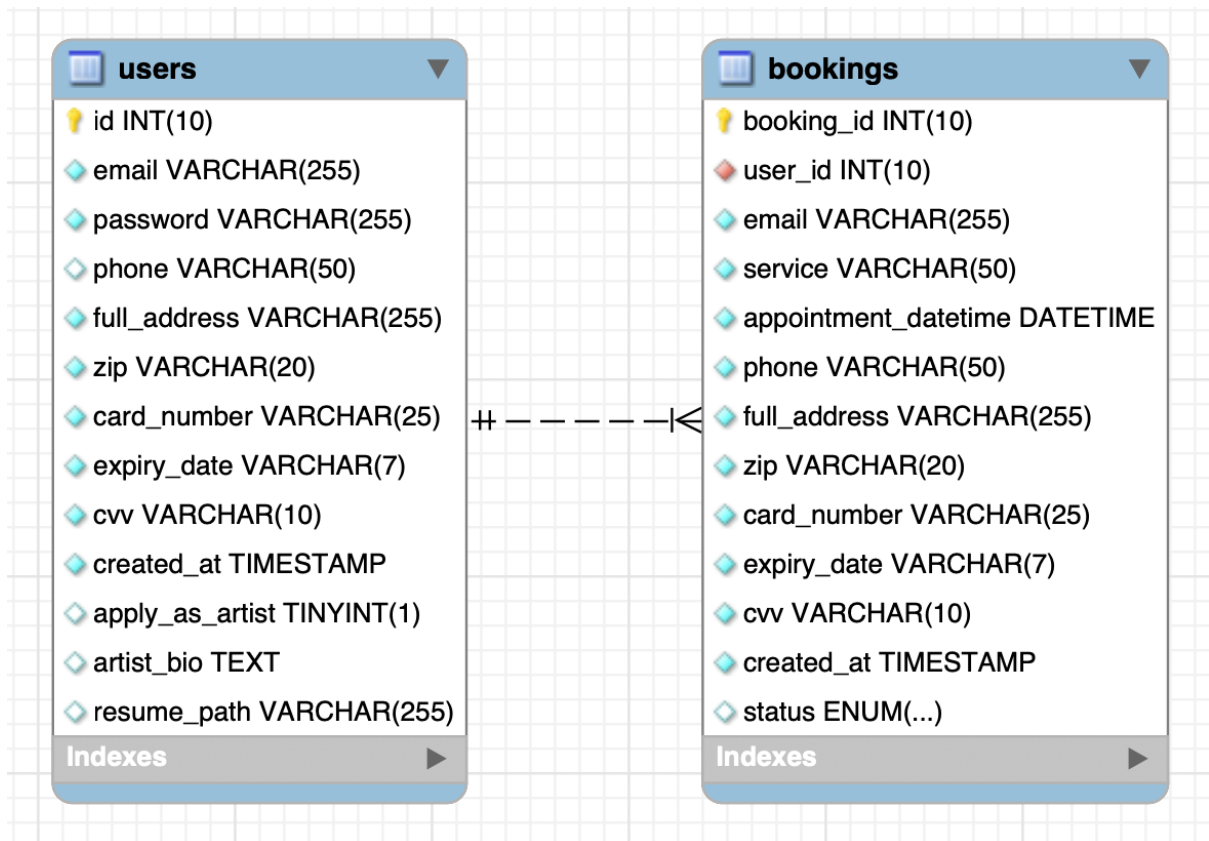 users
id INT(10)
email VARCHAR(255)
password VARCHAR(255)
phone VARCHAR(50)
full_address VARCHAR(255)
zip VARCHAR(20)
card_number VARCHAR(25)
expiry_date VARCHAR(7)
cvv VARCHAR(10)
created_at TIMESTAMP
apply_as_artist TINYINT(1)
artist_bio TEXT
resume_path VARCHAR(255)
Indexes
bookings
booking_id INT(10)
user_id INT(10)
email VARCHAR(255)
service VARCHAR(50)
appointment_datetime DATETIME
phone VARCHAR(50)
full_address VARCHAR(255)
zip VARCHAR(20)
card_number VARCHAR(25)
expiry_date VARCHAR(7)
cvv VARCHAR(10)
created_at TIMESTAMP
status ENUM(...)
Indexes